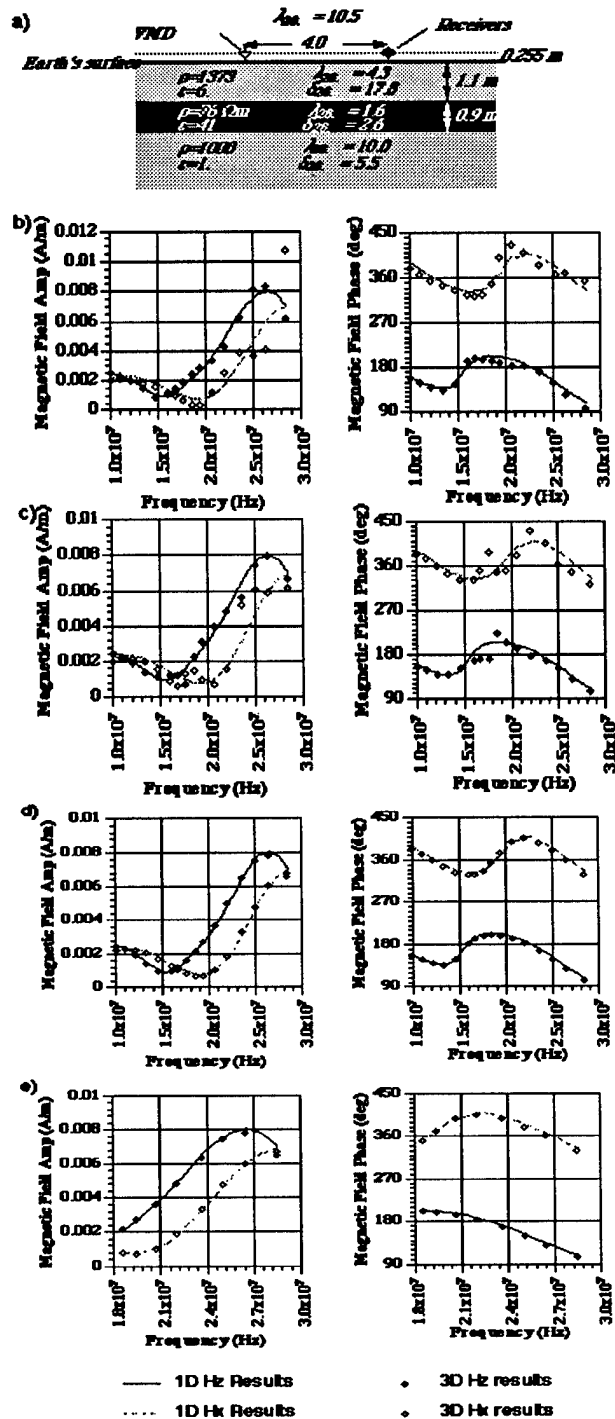 a)
= 10.5
VMD
Receivers
4.0
Earth's surface
0.255 m
ρ=1373
ε=6.
= 4.3
= 17.8
1.1 m
ε=41
= 1.6
= 2.6
0.9 m
ρ=1000
ε=1.
= 10.0
= 5.5
b)
Magnetic Field Amp (A/m)
0.012
0.01
0.008
0.006
0.004
0.002
0
1.0x10⁷
1.5x10⁷
2.0x10⁷
2.5x10⁷
3.0x10⁷
Frequency (Hz)
Magnetic Field Phase (deg)
450
360
270
180
90
1.0x10⁷
1.5x10⁷
2.0x10⁷
2.5x10⁷
3.0x10⁷
Frequency (Hz)
c)
Magnetic Field Amp (A/m)
0.01
0.008
0.006
0.004
0.002
0
1.0x10⁷
1.5x10⁷
2.0x10⁷
2.5x10⁷
3.0x10⁷
Frequency (Hz)
Magnetic Field Phase (deg)
450
360
270
180
90
1.0x10⁷
1.5x10⁷
2.0x10⁷
2.5x10⁷
3.0x10⁷
Frequency (Hz)
d)
Magnetic Field Amp (A/m)
0.01
0.008
0.006
0.004
0.002
0
1.0x10⁷
1.5x10⁷
2.0x10⁷
2.5x10⁷
3.0x10⁷
Frequency (Hz)
Magnetic Field Phase (deg)
450
360
270
180
90
1.0x10⁷
1.5x10⁷
2.0x10⁷
2.5x10⁷
3.0x10⁷
Frequency (Hz)
e)
Magnetic Field Amp (A/m)
0.01
0.008
0.006
0.004
0.002
0
1.8x10⁷
2.1x10⁷
2.4x10⁷
2.7x10⁷
3.0x10⁷
Frequency (Hz)
Magnetic Field Phase (deg)
450
360
270
180
90
1.8x10⁷
2.1x10⁷
2.4x10⁷
2.7x10⁷
3.0x10⁷
Frequency (Hz)
1D Hz Results
3D Hz results
1D Hx Results
3D Hx results